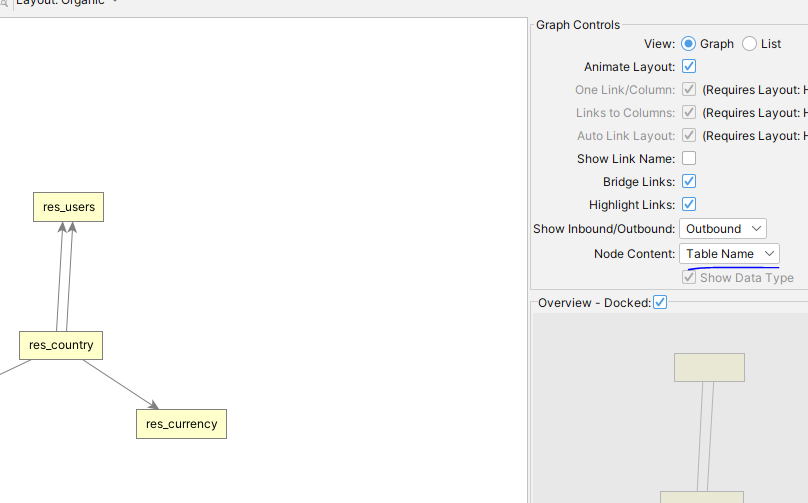 Layout: Organic
Graph Controls
View: Graph List
Animate Layout:
One Link/Column: (Requires Layout: H
Links to Columns: (Requires Layout: H
Auto Link Layout: (Requires Layout: H
Show Link Name:
Bridge Links:
Highlight Links:
Show Inbound/Outbound: Outbound
Node Content: Table Name
Show Data Type
Overview - Docked:
res_users
res_country
res_currency